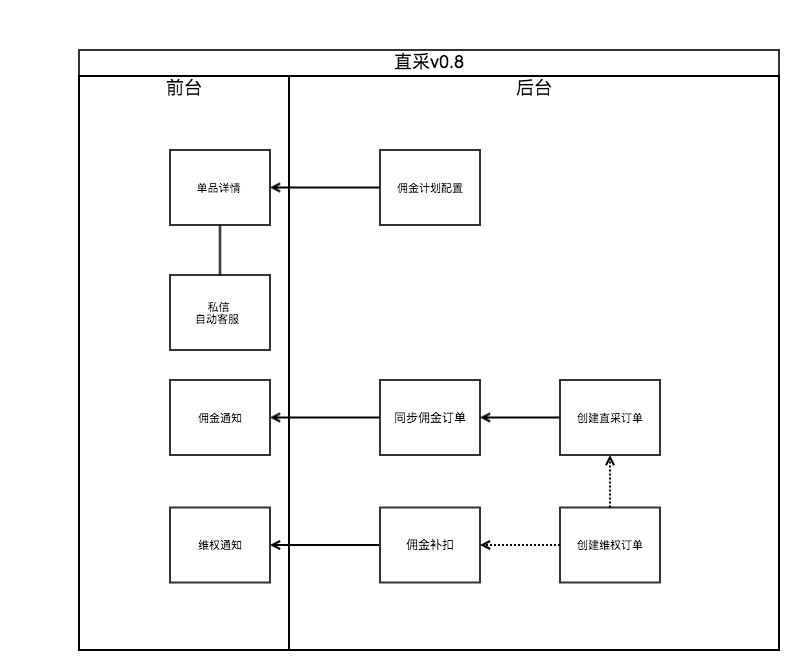 直采v0.8
前台
后台
单品详情
佣金计划配置
私信
自动客服
佣金通知
同步佣金订单
创建直采订单
维权通知
佣金补扣
创建维权订单